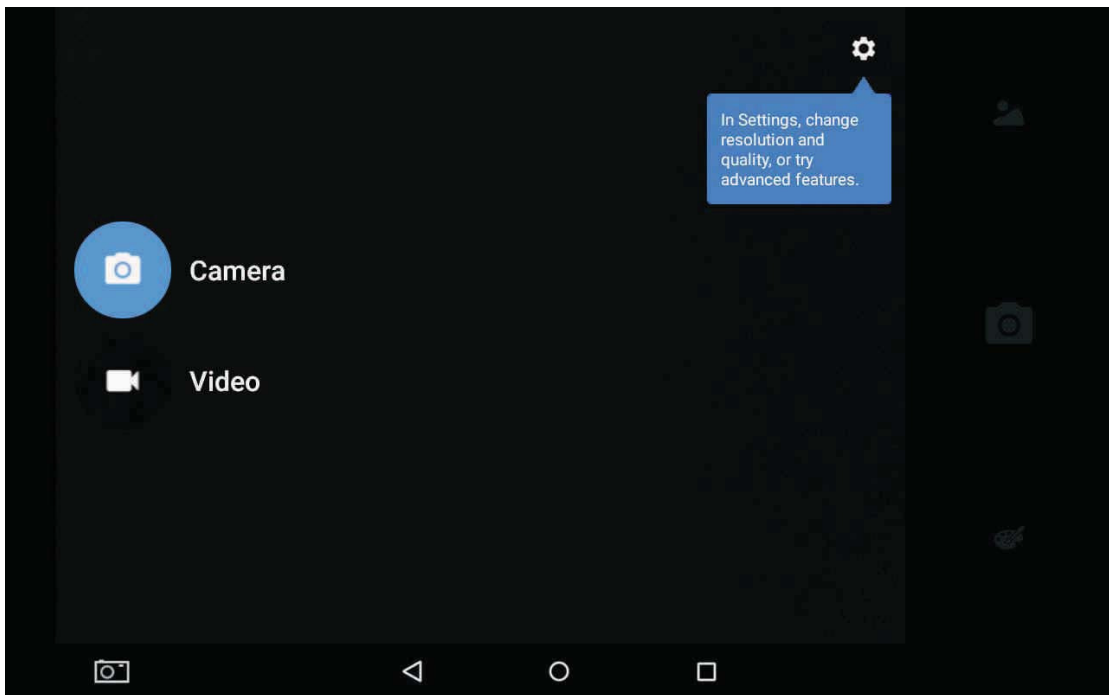 In Settings, change
resolution and
quality, or try
advanced features.
Camera
Video